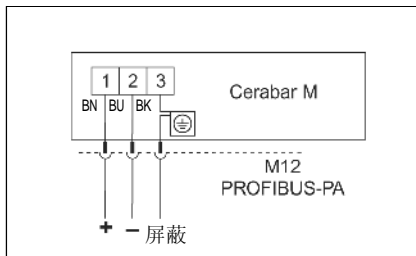 1 2 3
BN BU BK
Cerabar M
M12
PROFIBUS-PA
+ − 屏蔽